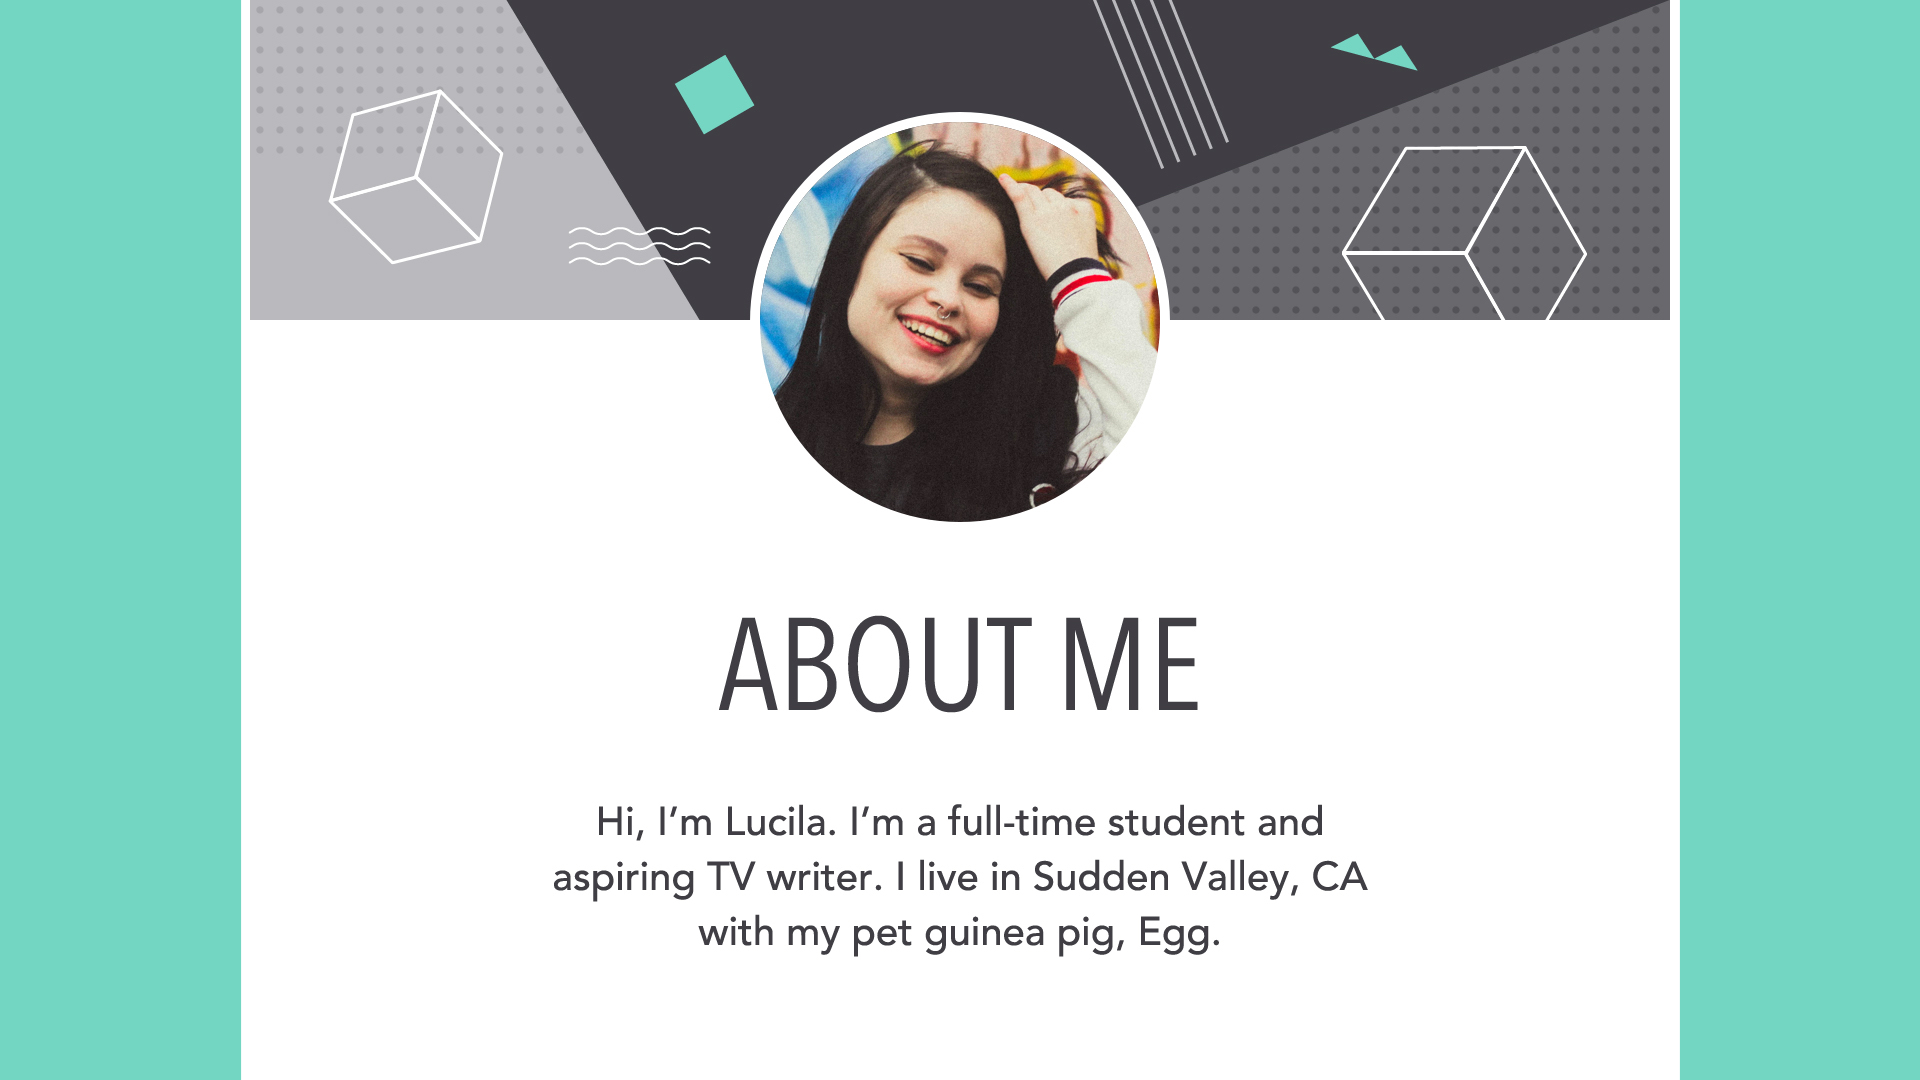 ABOUT ME
Hi, I’m Lucila. I’m a full-time student and
aspiring TV writer. I live in Sudden Valley, CA
with my pet guinea pig, Egg.